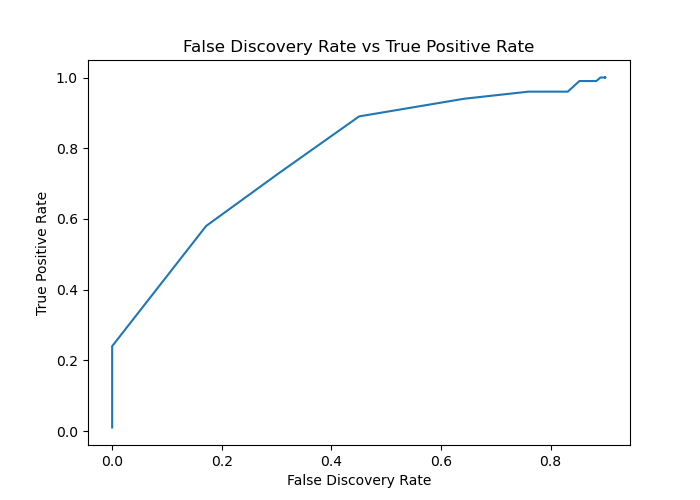 False Discovery Rate vs True Positive Rate
1.0
0.8
0.6
0.4
0.2
0.0
True Positive Rate
0.0 0.2 0.4 0.6 0.8
False Discovery Rate